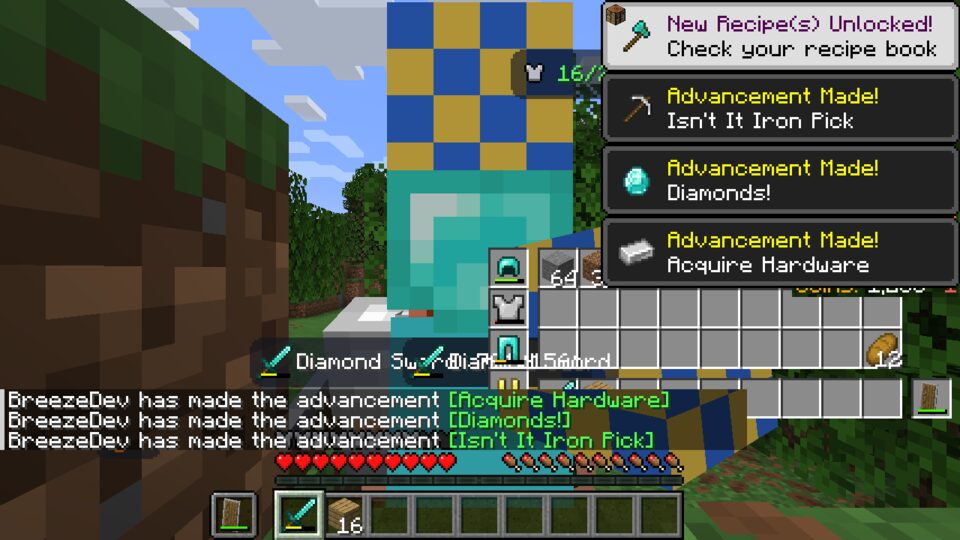 New Recipe(s) Unlocked!
Check your recipe book
16/
Advancement Made!
Isn't It Iron Pick
Advancement Made!
Diamonds!
Advancement Made!
Acquire Hardware
64
12
Diamond
BreezeDev has made the advancement [Acquire Hardware]
BreezeDev has made the advancement [Diamonds!]
BreezeDev has made the advancement [Isn't It Iron Pick]
16